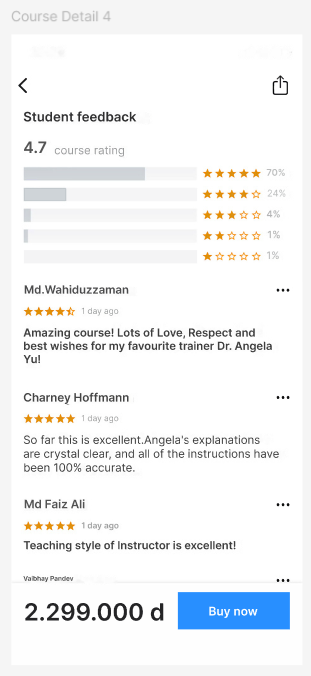 Course Detail 4
Student feedback
4.7 course rating
70%
24%
4%
1%
1%
Md.Wahiduzzaman
1 day ago
Amazing course! Lots of Love, Respect and
best wishes for my favourite trainer Dr. Angela
Yu!
Charney Hoffmann
1 day ago
So far this is excellent.Angela's explanations
are crystal clear, and all of the instructions have
been 100% accurate.
Md Faiz Ali
1 day ago
Teaching style of Instructor is excellent!
Vaibhav Pandey
2.299.000 d Buy now